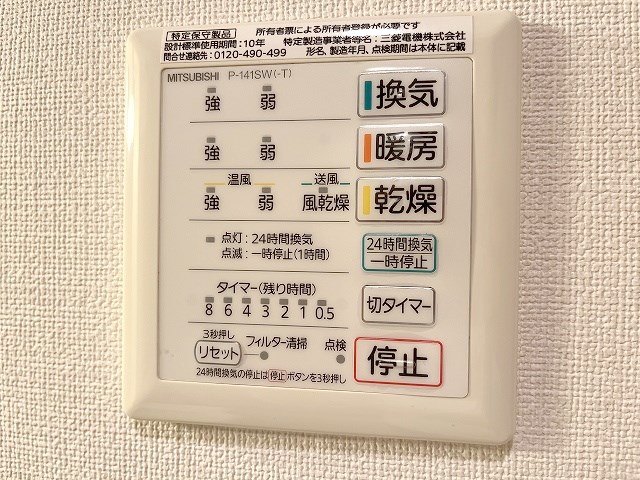 特定保守製品 所有者票による所有者登録が必要です
設計標準使用期間:10年 特定製造事業者等名:三菱電機株式会社
問合せ連絡先:0120-490-499 形名、製造年月、点検期間は本体に記載
MITSUBISHI P-141SW(-T)
強 弱 換気
強 弱 暖房
温風 送風
強 弱 風乾燥 乾燥
点灯:24時間換気
点滅:一時停止(1時間)
24時間換気
一時停止
タイマー(残り時間)
8 6 4 3 2 1 0.5
切タイマー
3秒押し
リセット フィルター清掃 点検
停止
24時間換気の停止は停止ボタンを3秒押し